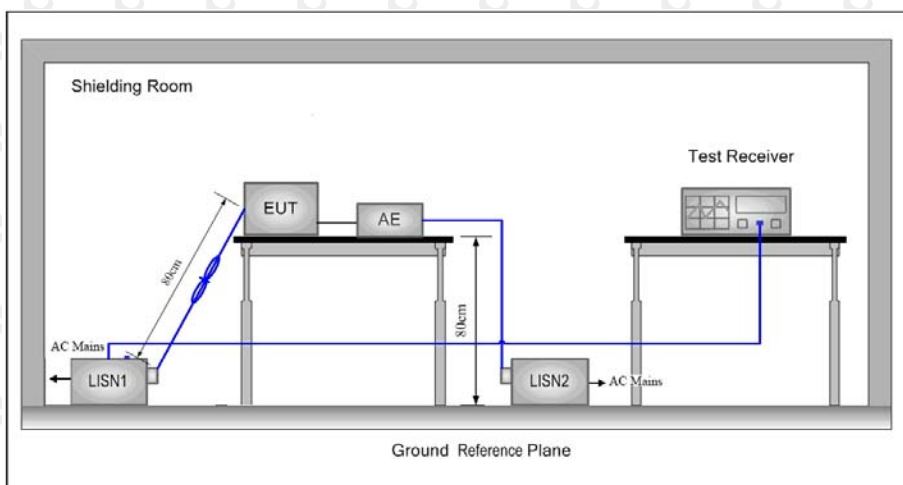 Shielding Room
Test Receiver
EUT
AE
80cm
80cm
AC Mains
LISN1
LISN2
AC Mains
Ground Reference Plane